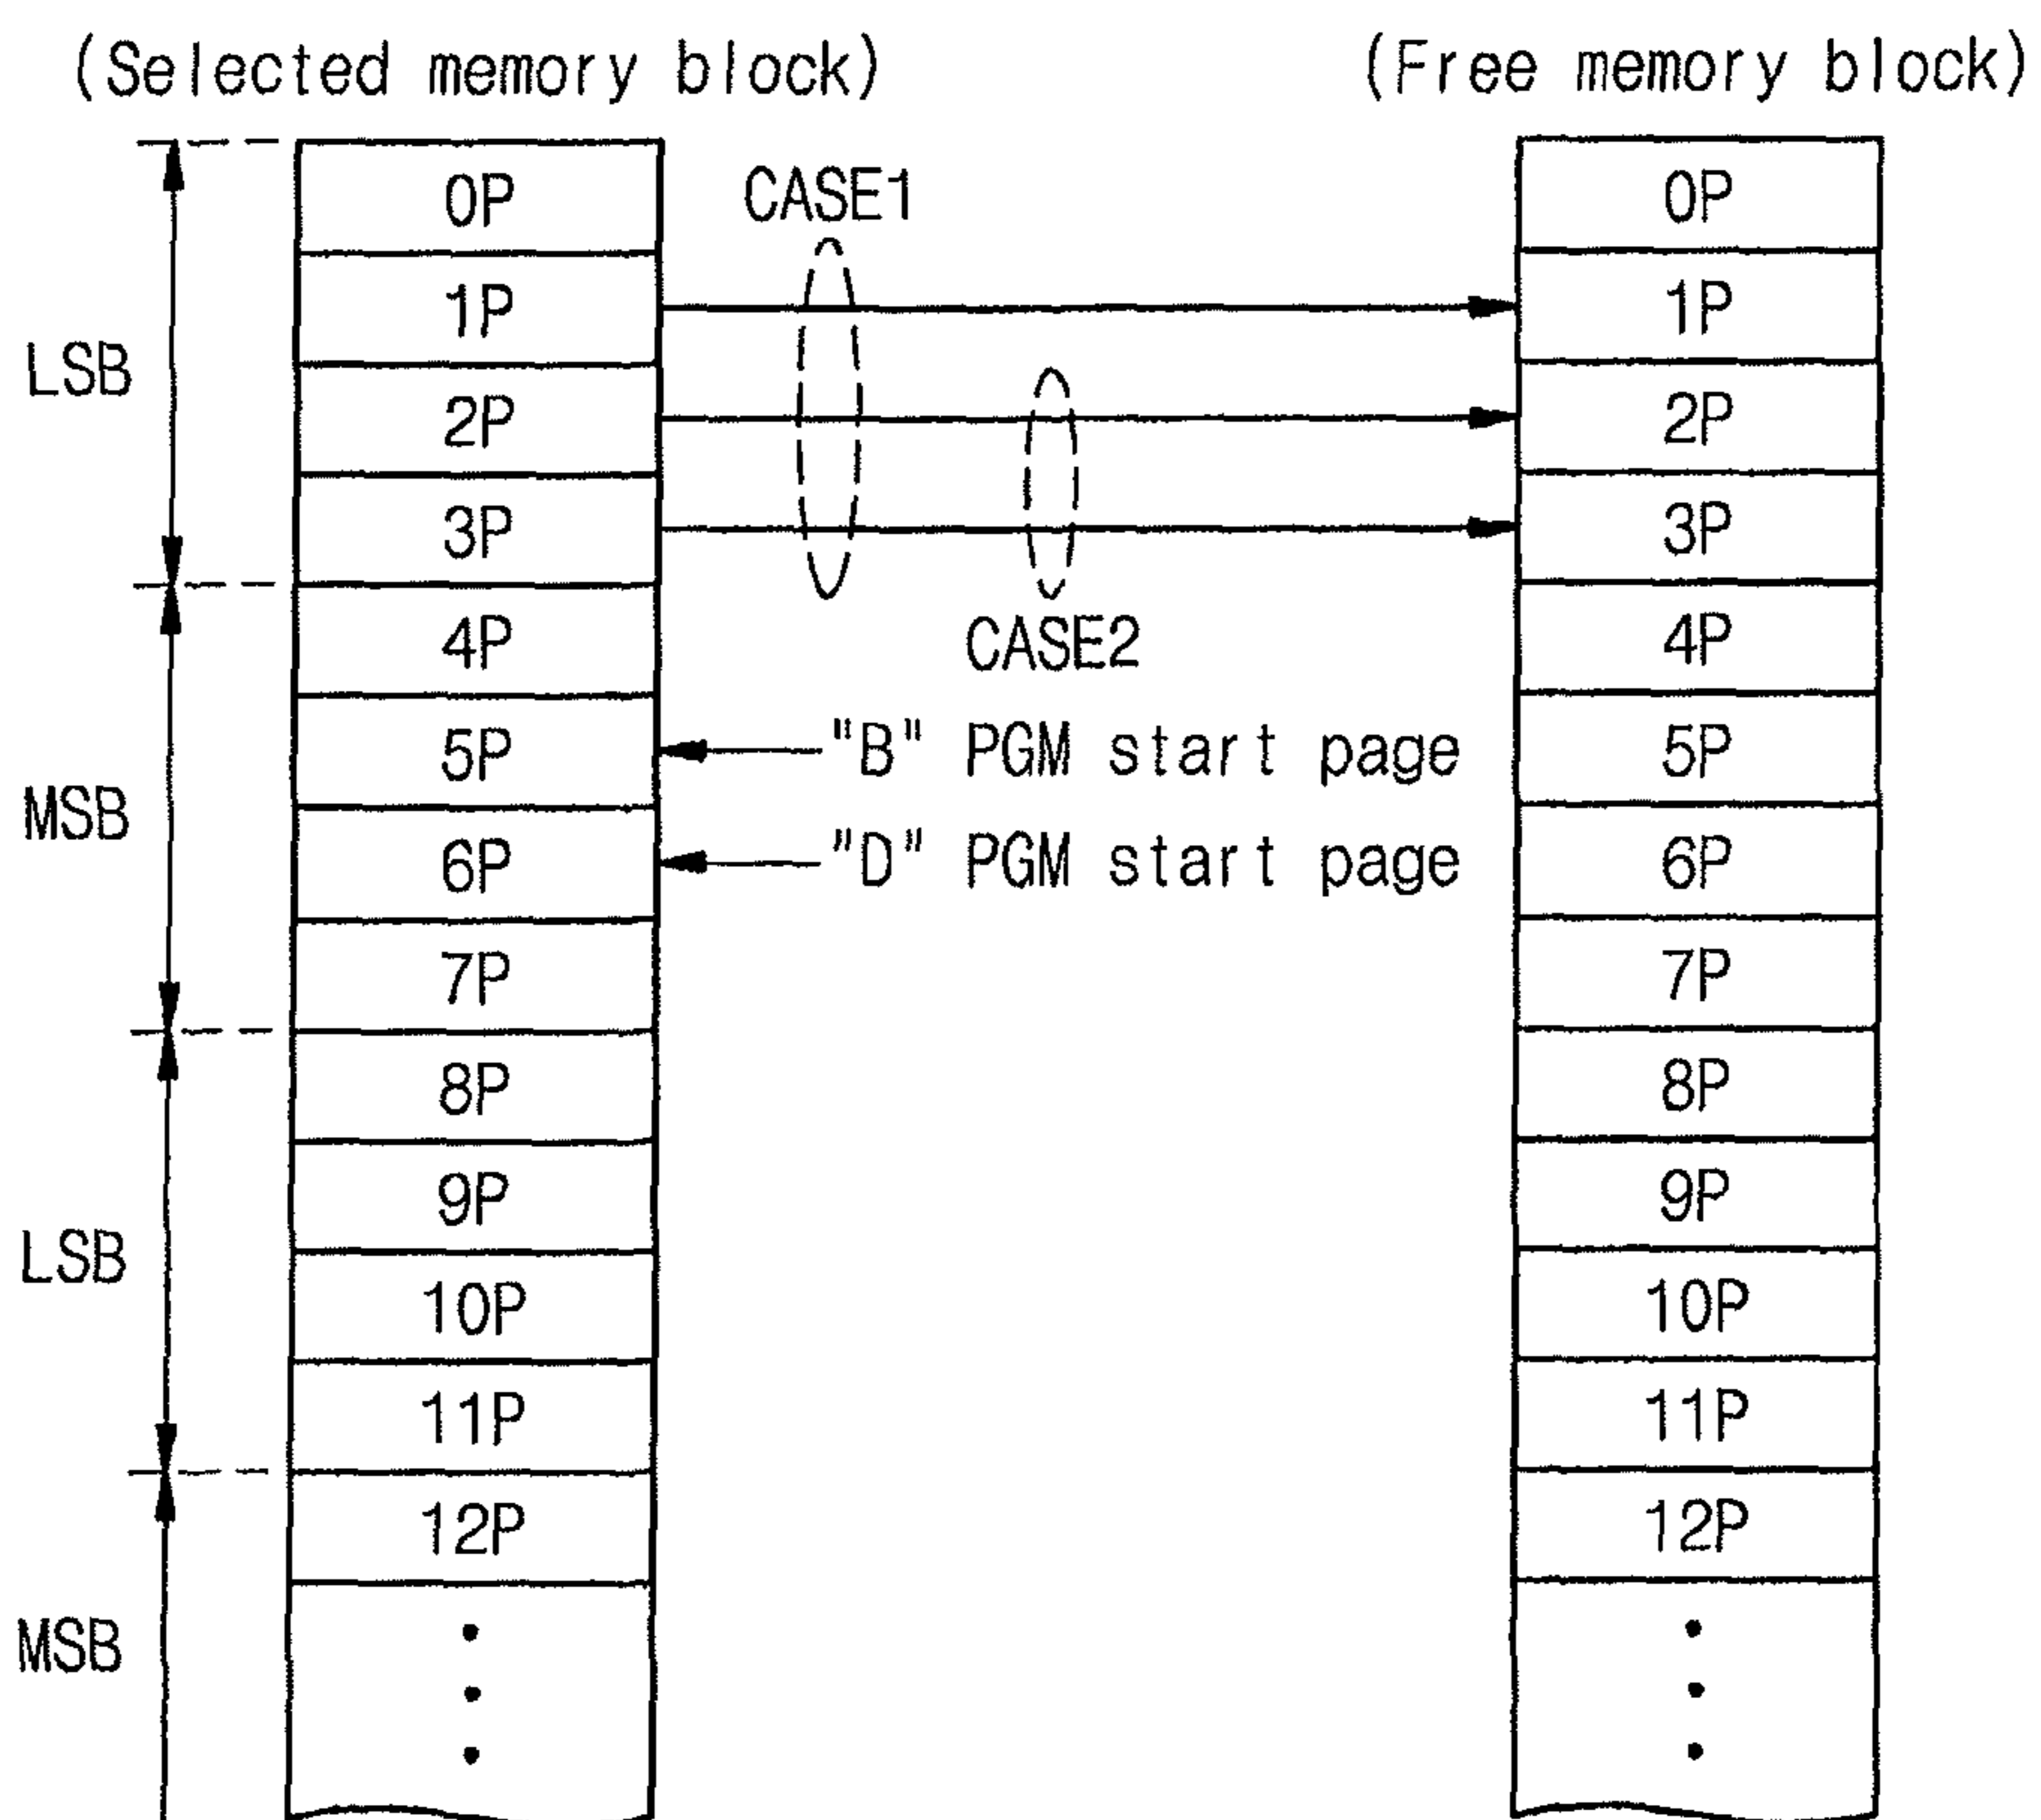 (Selected memory block)
(Free memory block)
LSB
MSB
LSB
MSB
0P
1P
2P
3P
4P
5P
6P
7P
8P
9P
10P
11P
12P
CASE1
CASE2
"B" PGM start page
"D" PGM start page
0P
1P
2P
3P
4P
5P
6P
7P
8P
9P
10P
11P
12P